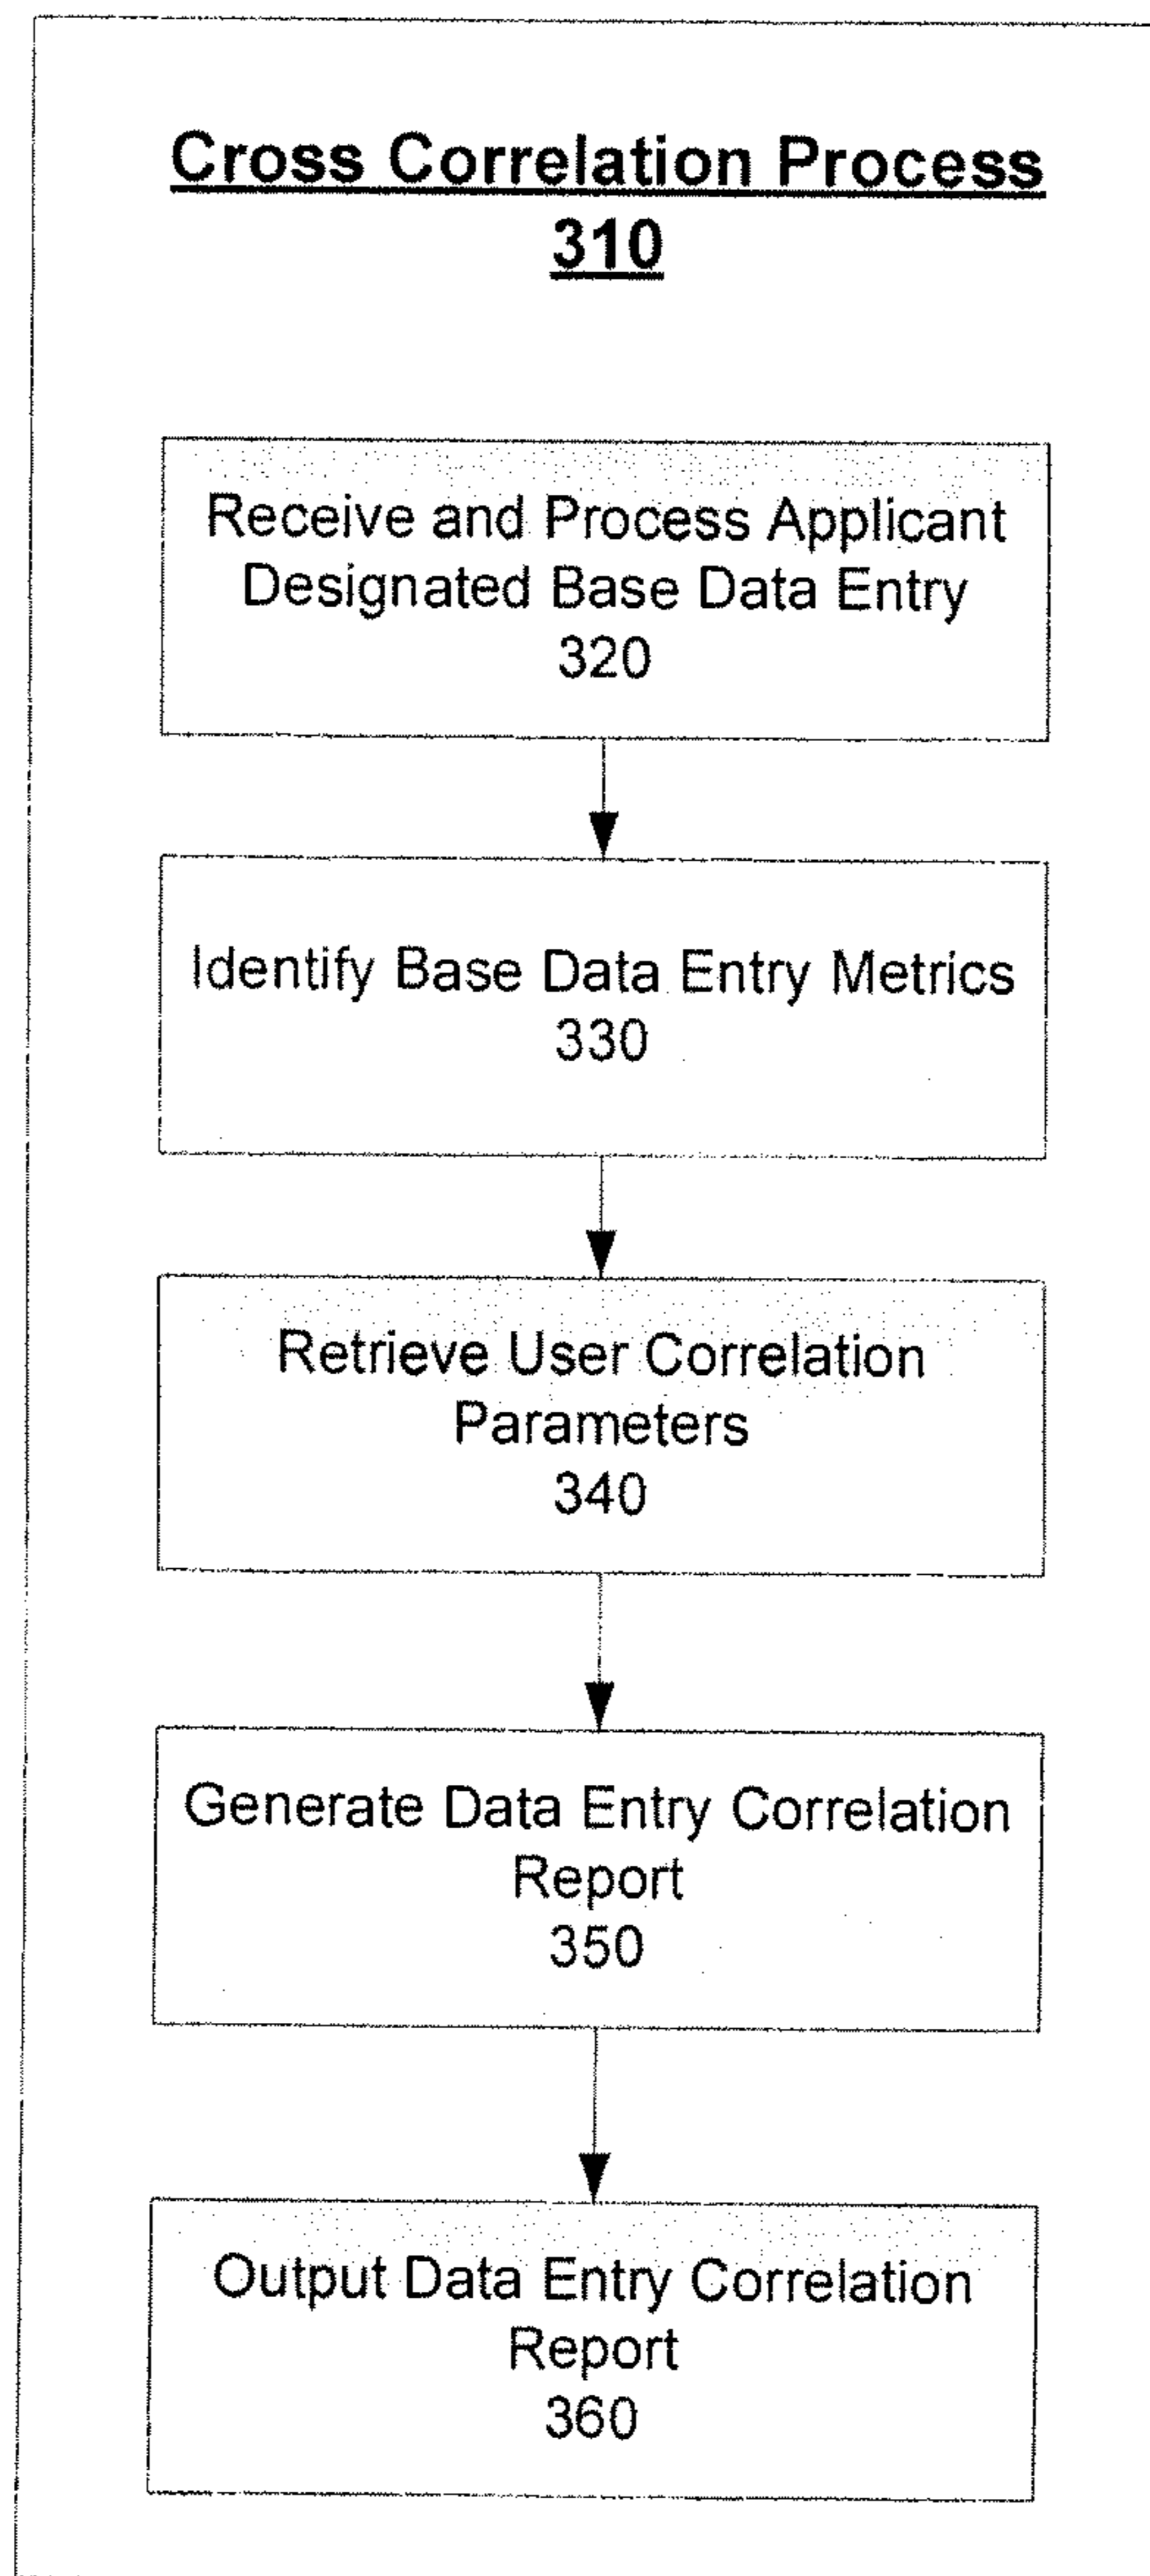 Cross Correlation Process
310
Receive and Process Applicant
Designated Base Data Entry
320
Identify Base Data Entry Metrics
330
Retrieve User Correlation
Parameters
340
Generate Data Entry Correlation
Report
350
Output Data Entry Correlation
Report
360